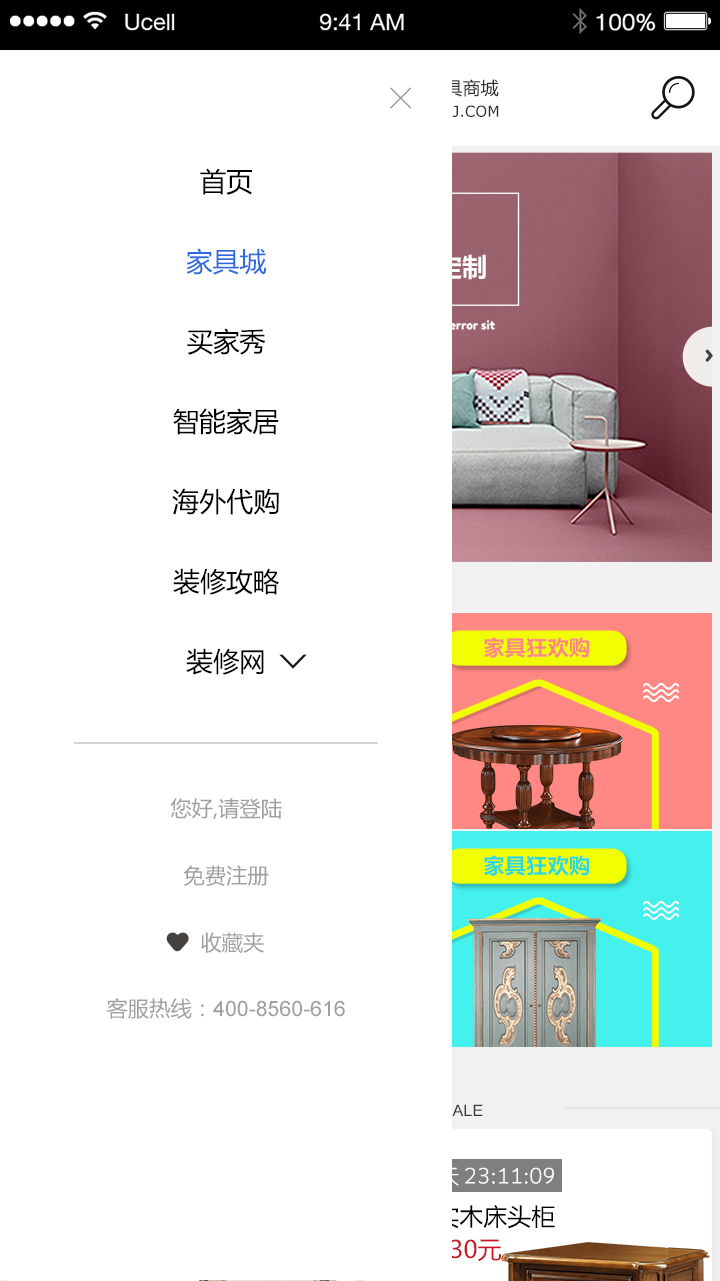 Ucell 9:41 AM 100%
具商城
J.COM
首页
家具城
买家秀
智能家居
海外代购
装修攻略
装修网
定制
error sit
家具狂欢购
家具狂欢购
您好,请登陆
免费注册
收藏夹
客服热线：400-8560-616
ALE
天 23:11:09
实木床头柜
30元